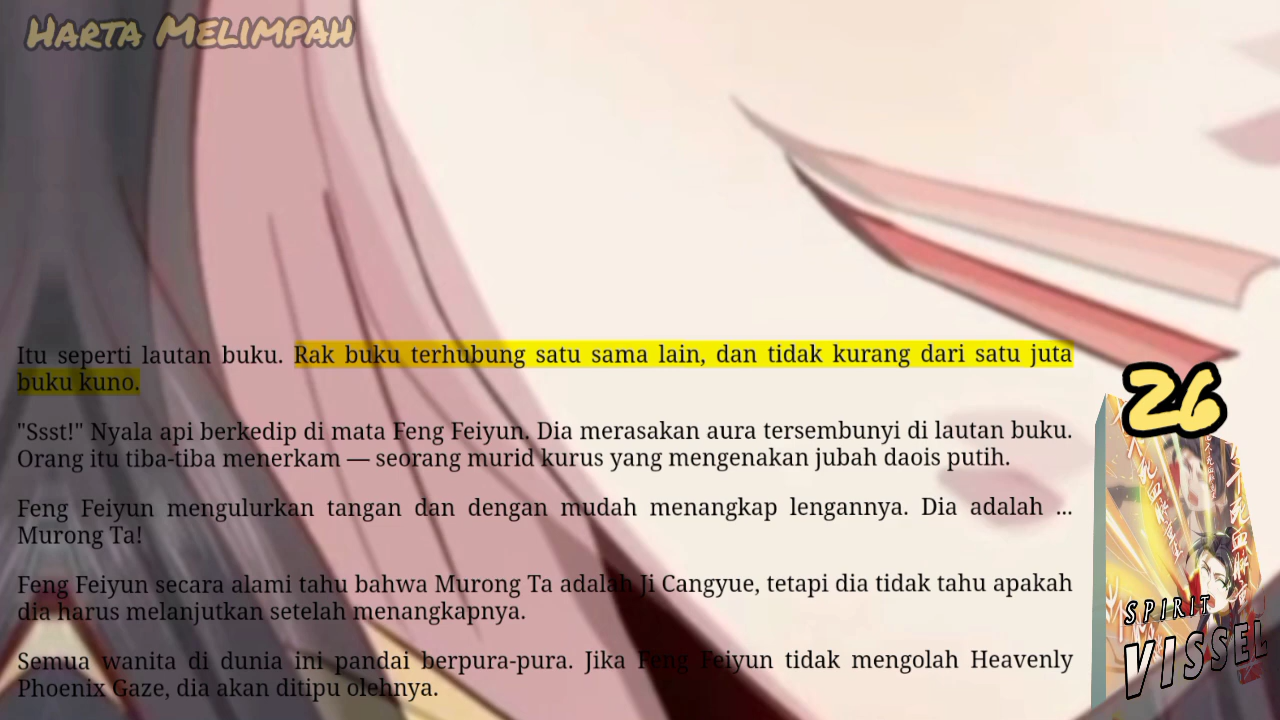 Harta Melimpah
Itu seperti lautan buku. Rak buku terhubung satu sama lain, dan tidak kurang dari satu juta
buku kuno.
"Ssst!" Nyala api berkedip di mata Feng Feiyun. Dia merasakan aura tersembunyi di lautan buku.
Orang itu tiba-tiba menerkam — seorang murid kurus yang mengenakan jubah daois putih.
Feng Feiyun mengulurkan tangan dan dengan mudah menangkap lengannya. Dia adalah ...
Murong Ta!
Feng Feiyun secara alami tahu bahwa Murong Ta adalah Ji Cangyue, tetapi dia tidak tahu apakah
dia harus melanjutkan setelah menangkapnya.
Semua wanita di dunia ini pandai berpura-pura. Jika Feng Feiyun tidak mengolah Heavenly
Phoenix Gaze, dia akan ditipu olehnya.
26
SPIRIT
VISSEL